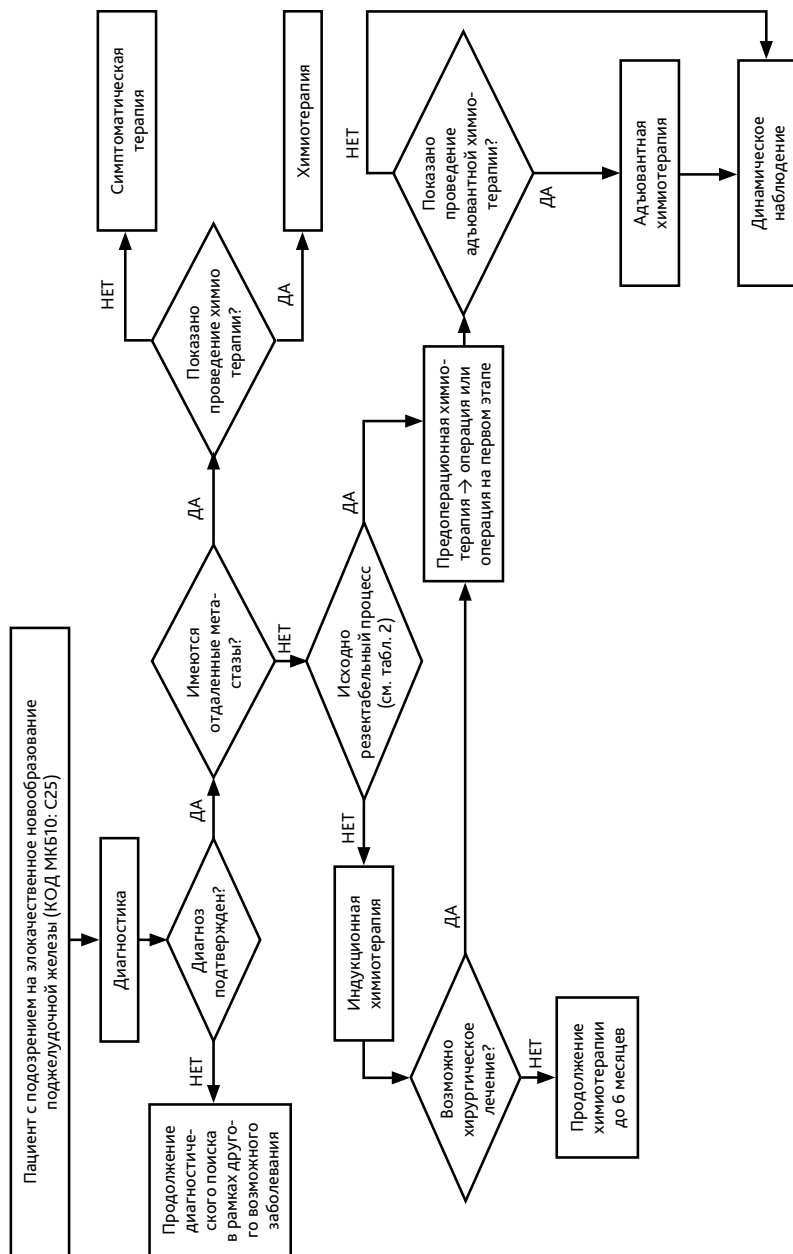 Пациент с подозрением на злокачественное новообразование
поджелудочной железы (КОД МКБ10: С25)
Диагностика
Диагноз
подтвержден?
НЕТ
Продолжение
диагностиче-
ского поиска
в рамках друго-
го возможного
заболевания
ДА
Имеются
отдаленные мета-
стазы?
ДА
Показано
проведение химио
терапии?
НЕТ
Симптоматическая
терапия
ДА
Химиотерапия
НЕТ
Исходно
резектабельный процесс
(см. табл. 2)
НЕТ
Индукционная
химиотерапия
Возможно
хирургическое
лечение?
НЕТ
Продолжение
химиотерапии
до 6 месяцев
ДА
ДА
Предоперационная химио-
терапия → операция или
операция на первом этапе
Показано
проведение
адъювантной химио-
терапии?
НЕТ
ДА
Адъювантная
химиотерапия
Динамическое
наблюдение